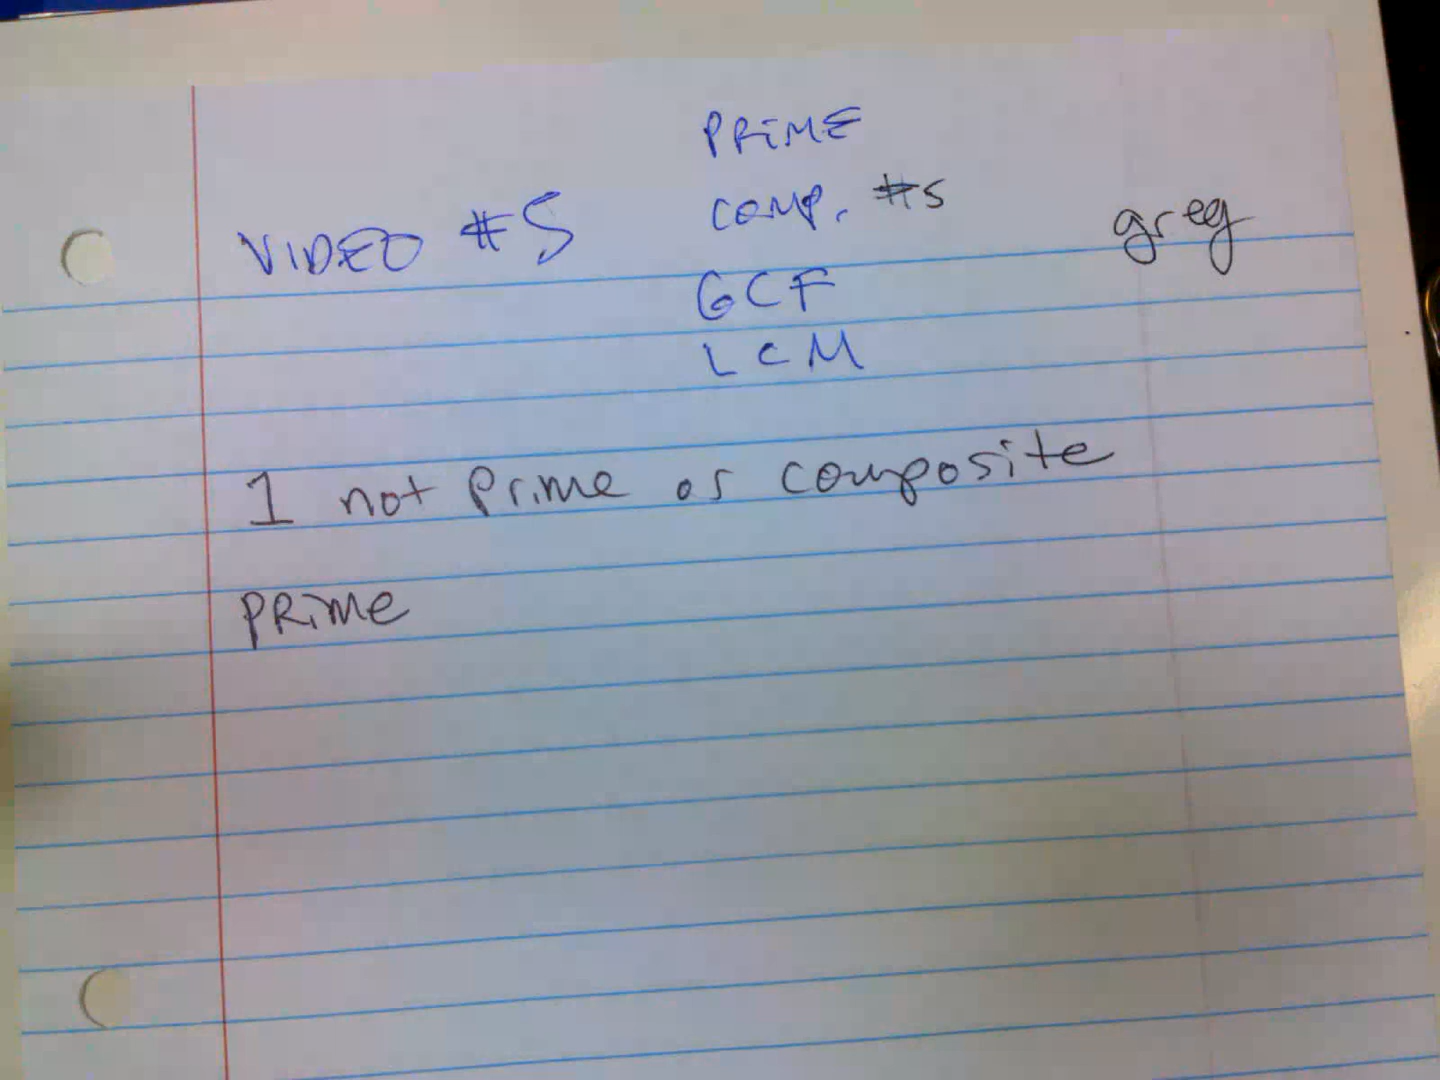 PRIME
COMP. #s
VIDEO #5
greg
GCF
LCM
1 not Prime or composite
PRime